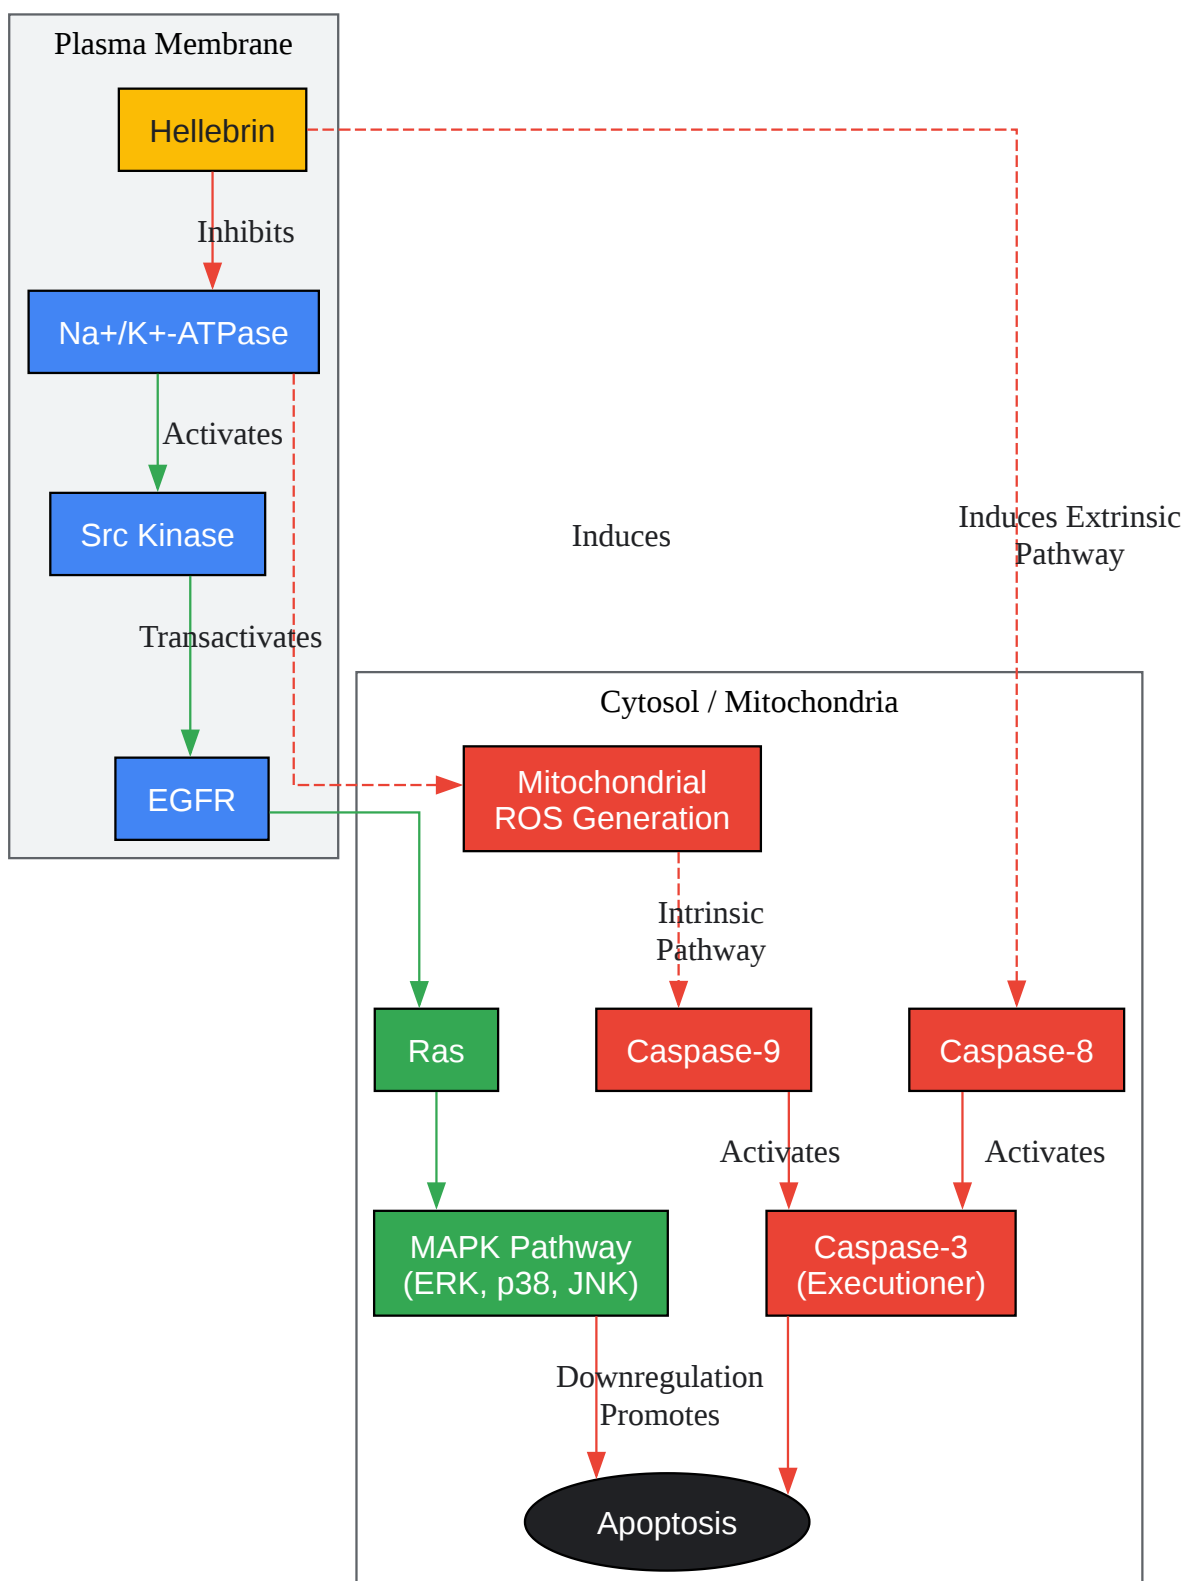 Plasma Membrane
Hellebrin
Inhibits
Na+/K+-ATPase
Activates
Src Kinase
Induces
Induces Extrinsic
Pathway
Transactivates
Cytosol / Mitochondria
EGFR
Mitochondrial
ROS Generation
Intrinsic
Pathway
Ras
Caspase-9
Caspase-8
Activates
Activates
MAPK Pathway
(ERK, p38, JNK)
Caspase-3
(Executioner)
Downregulation
Promotes
Apoptosis